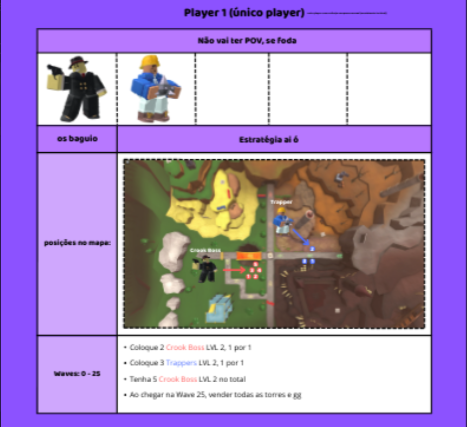 Player 1 (único player)
Não vai ter POV, se foda
os baguio
Estratégia aí ó
posições no mapa:
Trapper
Crook Boss
Waves: 0 - 25
• Coloque 2 Crook Boss LVL 2, 1 por 1
• Coloque 3 Trappers LVL 2, 1 por 1
• Tenha 5 Crook Boss LVL 2 no total
• Ao chegar na Wave 25, vender todas as torres e gg